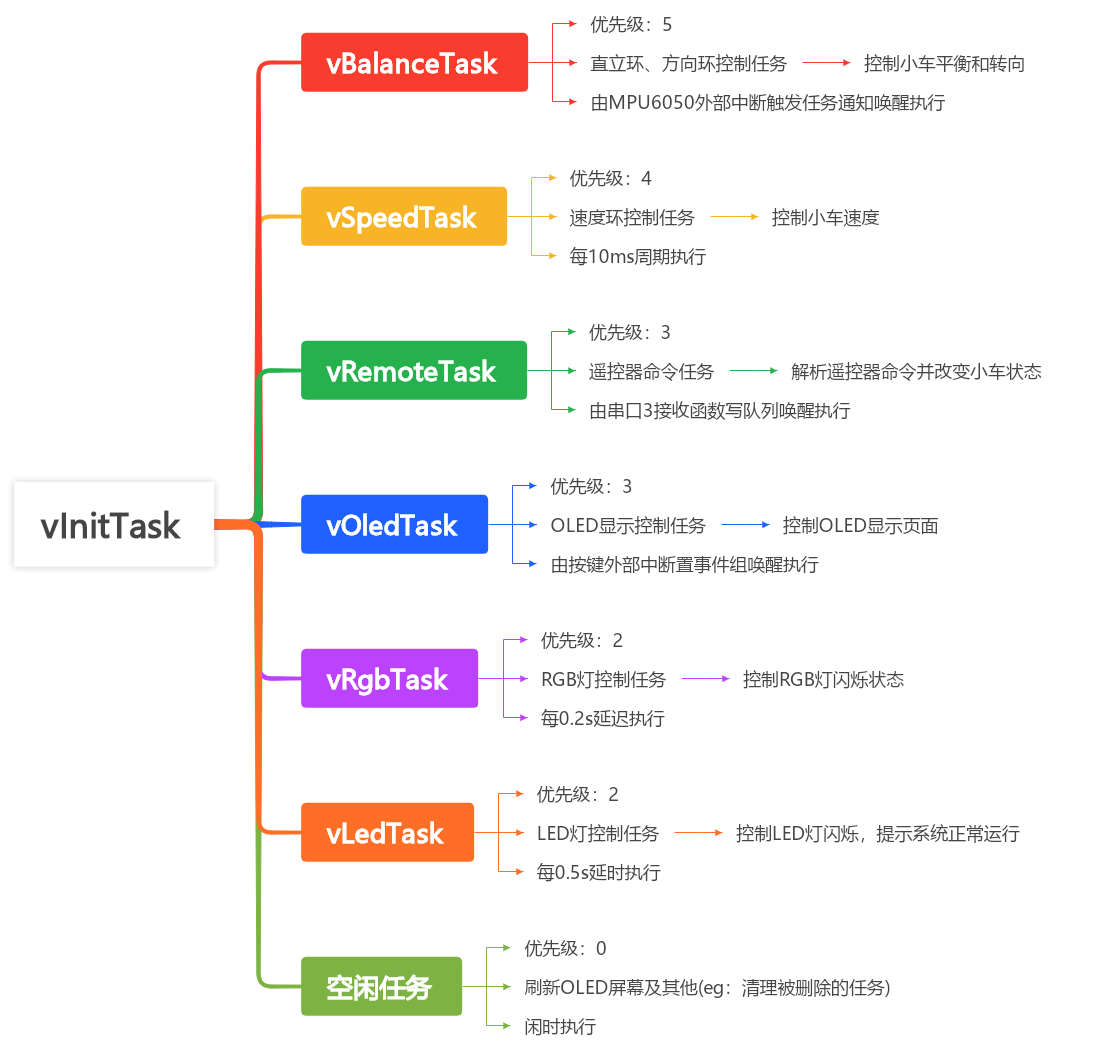 vInitTask
vBalanceTask
优先级：5
直立环、方向环控制任务
控制小车平衡和转向
由MPU6050外部中断触发任务通知唤醒执行
vSpeedTask
优先级：4
速度环控制任务
控制小车速度
每10ms周期执行
vRemoteTask
优先级：3
遥控器命令任务
解析遥控器命令并改变小车状态
由串口3接收函数写队列唤醒执行
vOledTask
优先级：3
OLED显示控制任务
控制OLED显示页面
由按键外部中断置事件组唤醒执行
vRgbTask
优先级：2
RGB灯控制任务
控制RGB灯闪烁状态
每0.2s延迟执行
vLedTask
优先级：2
LED灯控制任务
控制LED灯闪烁，提示系统正常运行
每0.5s延时执行
空闲任务
优先级：0
刷新OLED屏幕及其他(eg：清理被删除的任务)
闲时执行